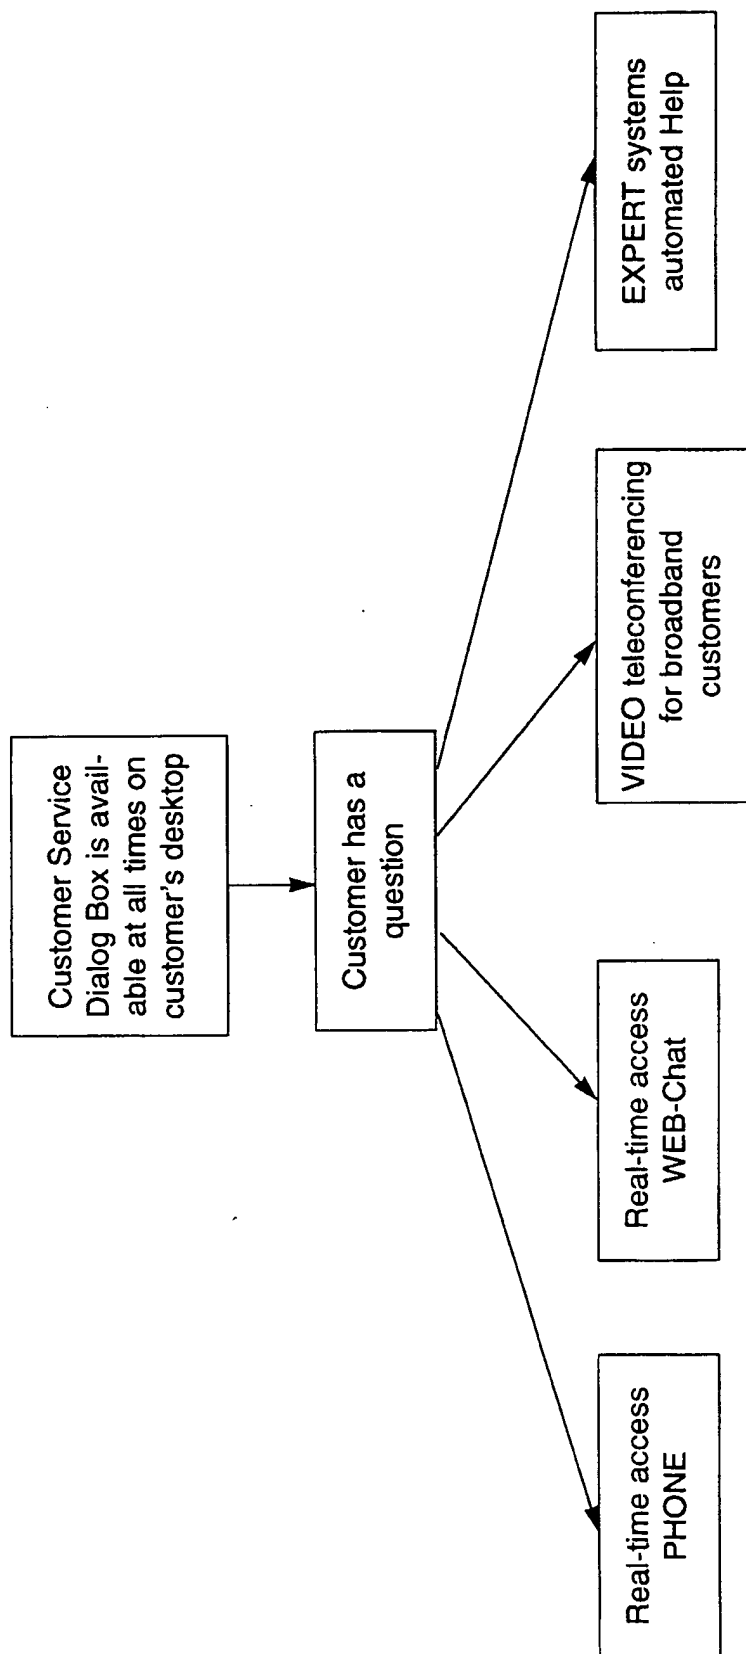 Customer Service
Dialog Box is avail-
able at all times on
customer's desktop
Customer has a
question
Real-time access
PHONE
Real-time access
WEB-Chat
VIDEO teleconferencing
for broadband
customers
EXPERT systems
automated Help